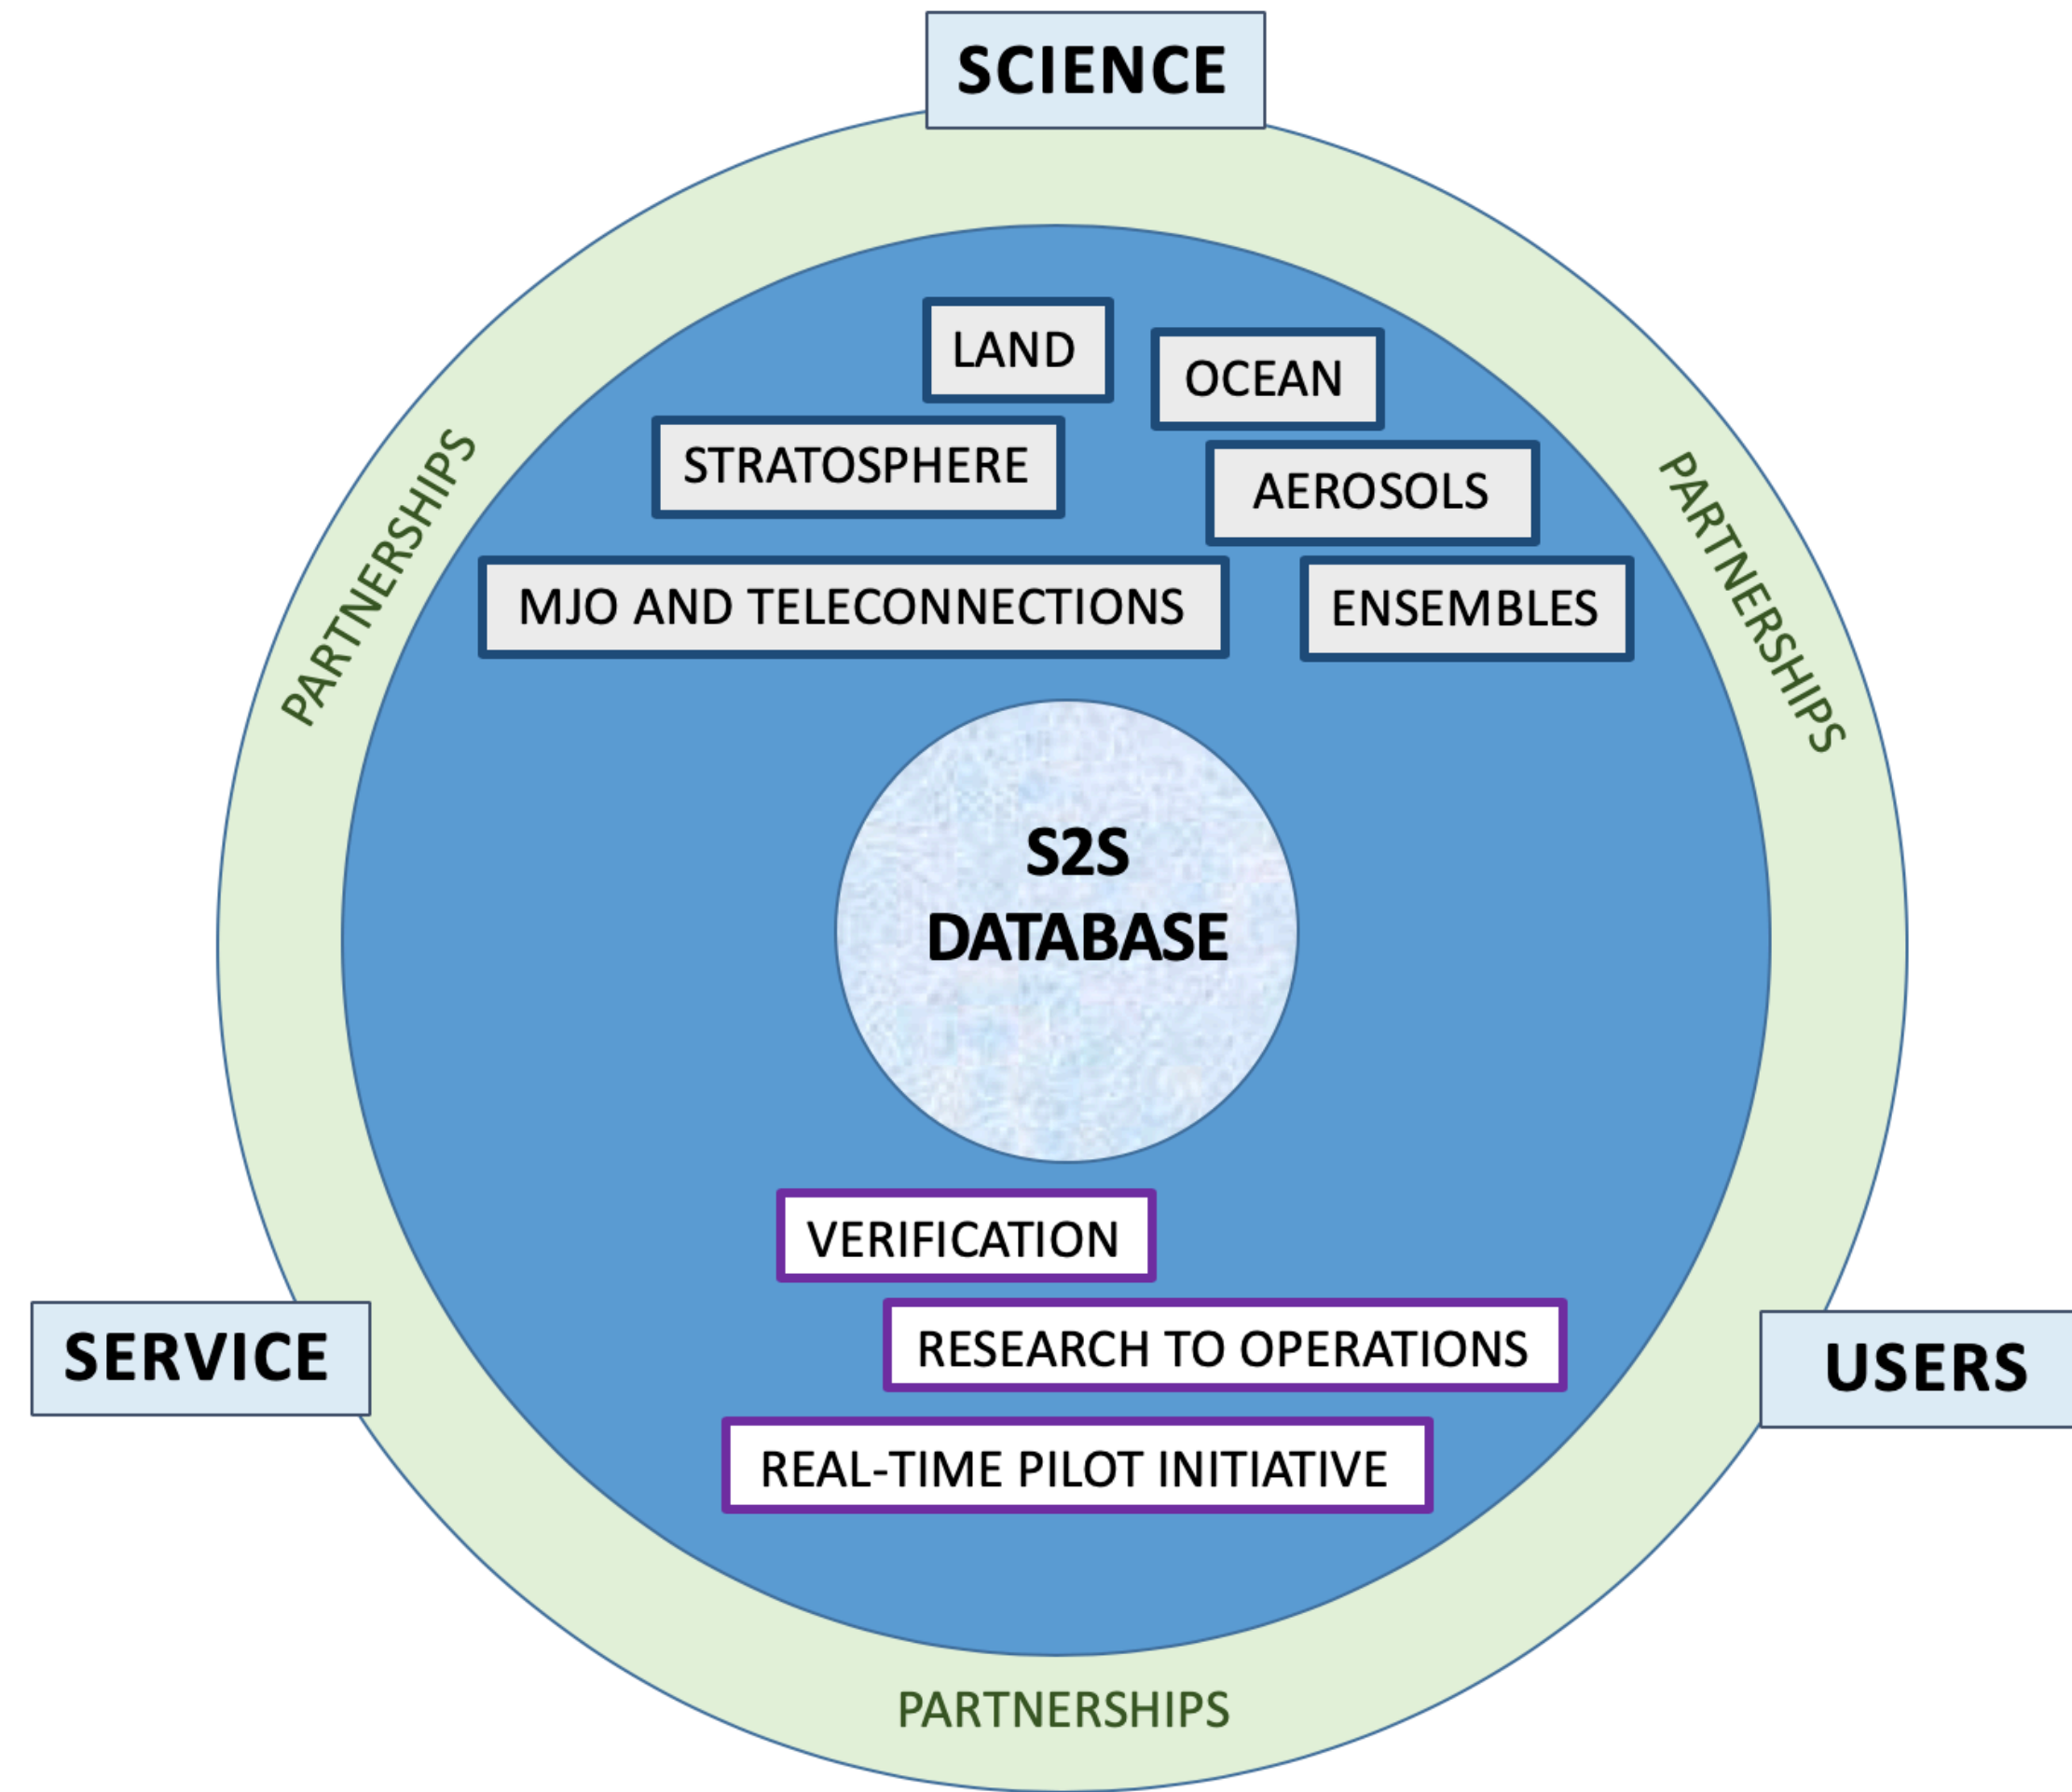 SCIENCE
LAND
OCEAN
STRATOSPHERE
AEROSOLS
PARTNERSHIPS
PARTNERSHIPS
MJO AND TELECONNECTIONS
ENSEMBLES
S2S
DATABASE
VERIFICATION
RESEARCH TO OPERATIONS
SERVICE
USERS
REAL-TIME PILOT INITIATIVE
PARTNERSHIPS